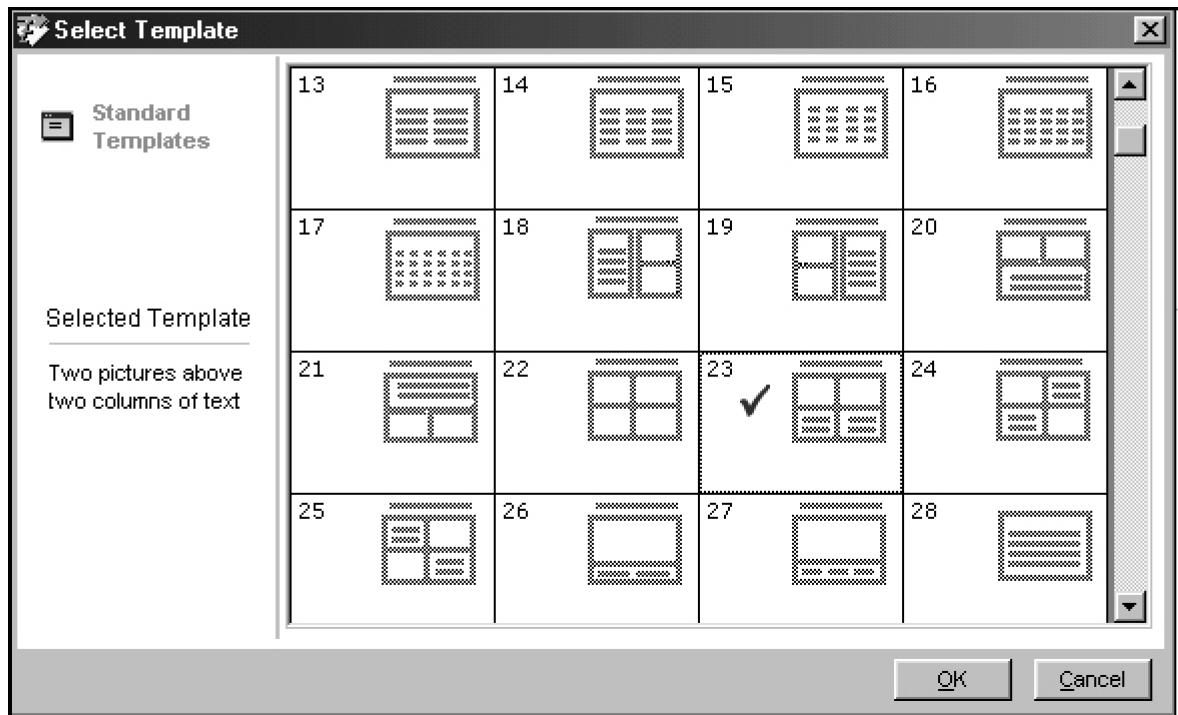 Select Template
Standard
Templates
Selected Template
Two pictures above
two columns of text
13 14 15 16
17 18 19 20
21 22 23 24
25 26 27 28
OK Cancel